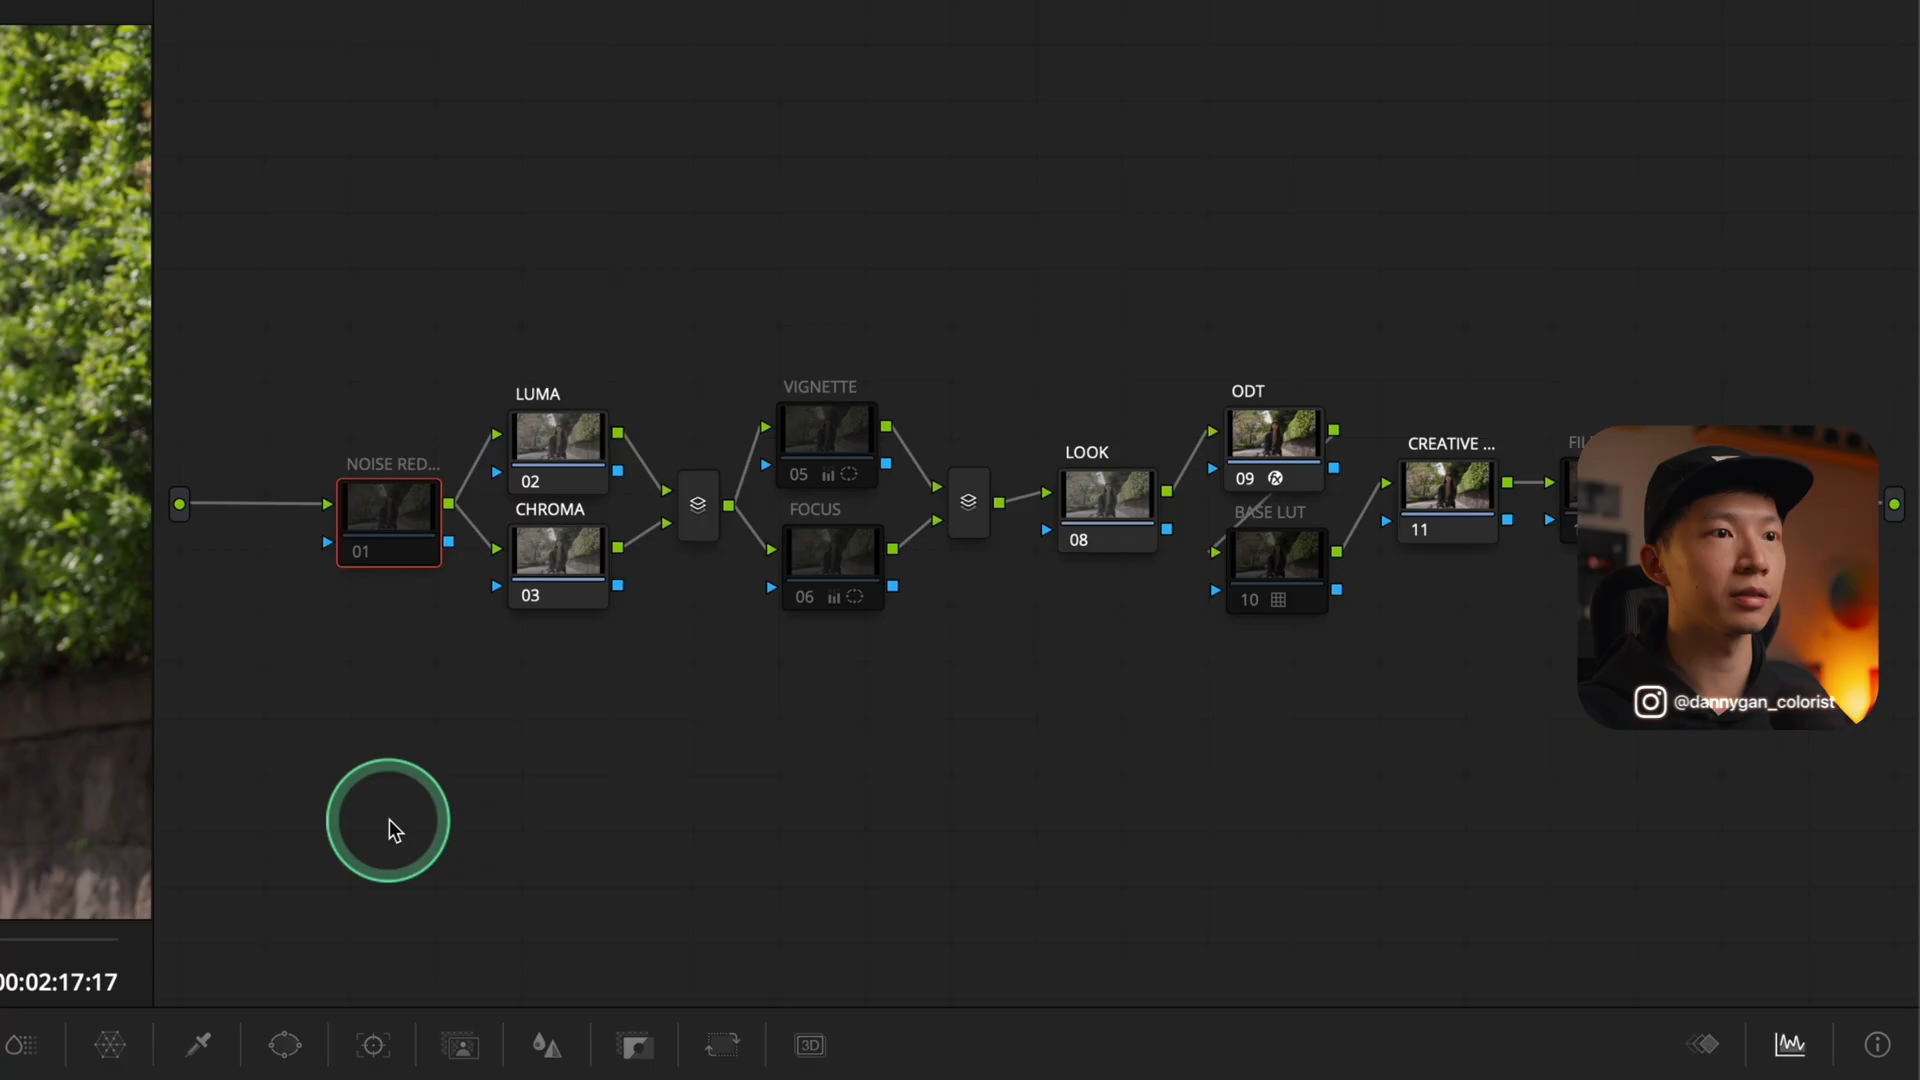 LUMA
VIGNETTE
ODT
NOISE RED...
02
05
LOOK
09
CREATIVE ...
FIL
CHROMA
FOCUS
BASE LUT
01
03
06
08
10
11
@dannygan_colorist
00:02:17:17
3D